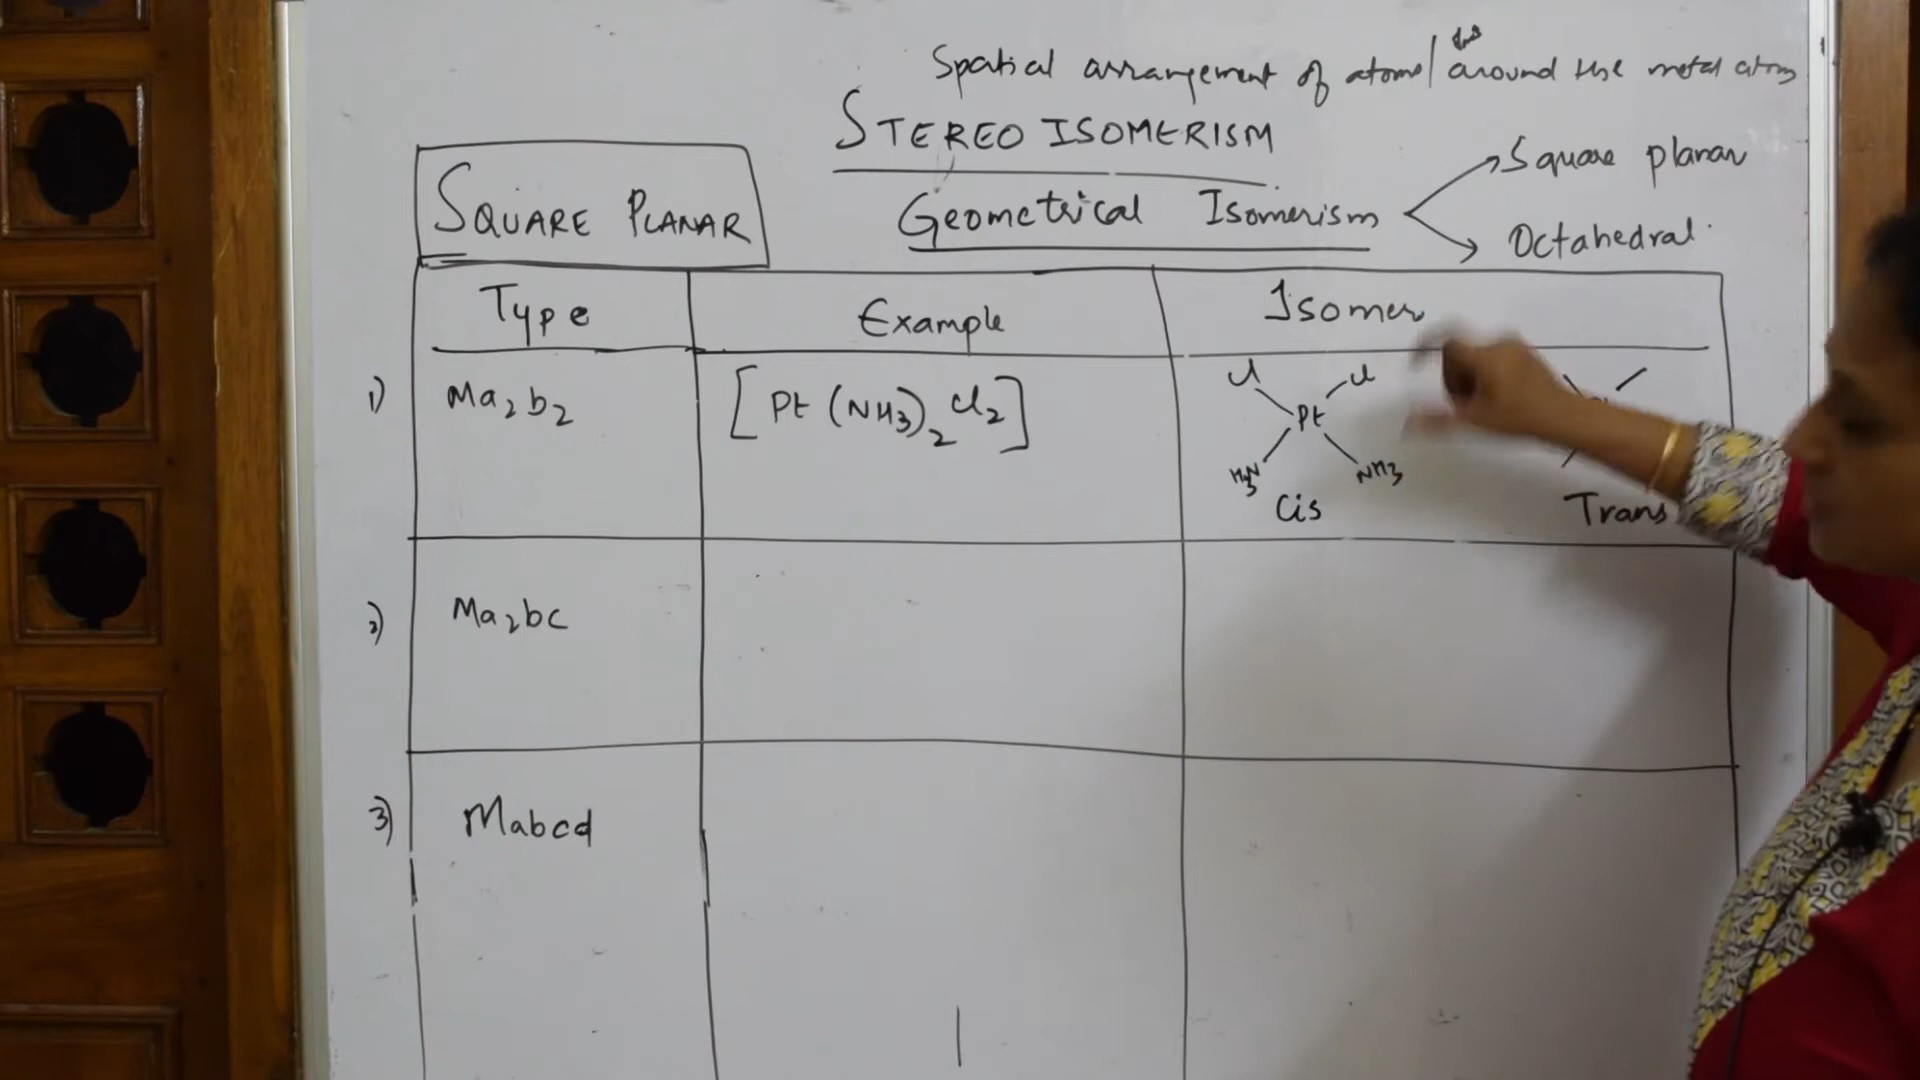 Spatial arrangement of atoms/ around the metal atom
STEREO ISOMERISM
SQUARE PLANAR
Geometrical Isomerism
Square planar
Octahedral.
Type Example Isomer
1) Ma₂b₂ [Pt(NH₃)₂Cl₂]
Cl Cl
Pt
H₃N NH₃
Cis Trans
2) Ma₂bc
3) Mabcd